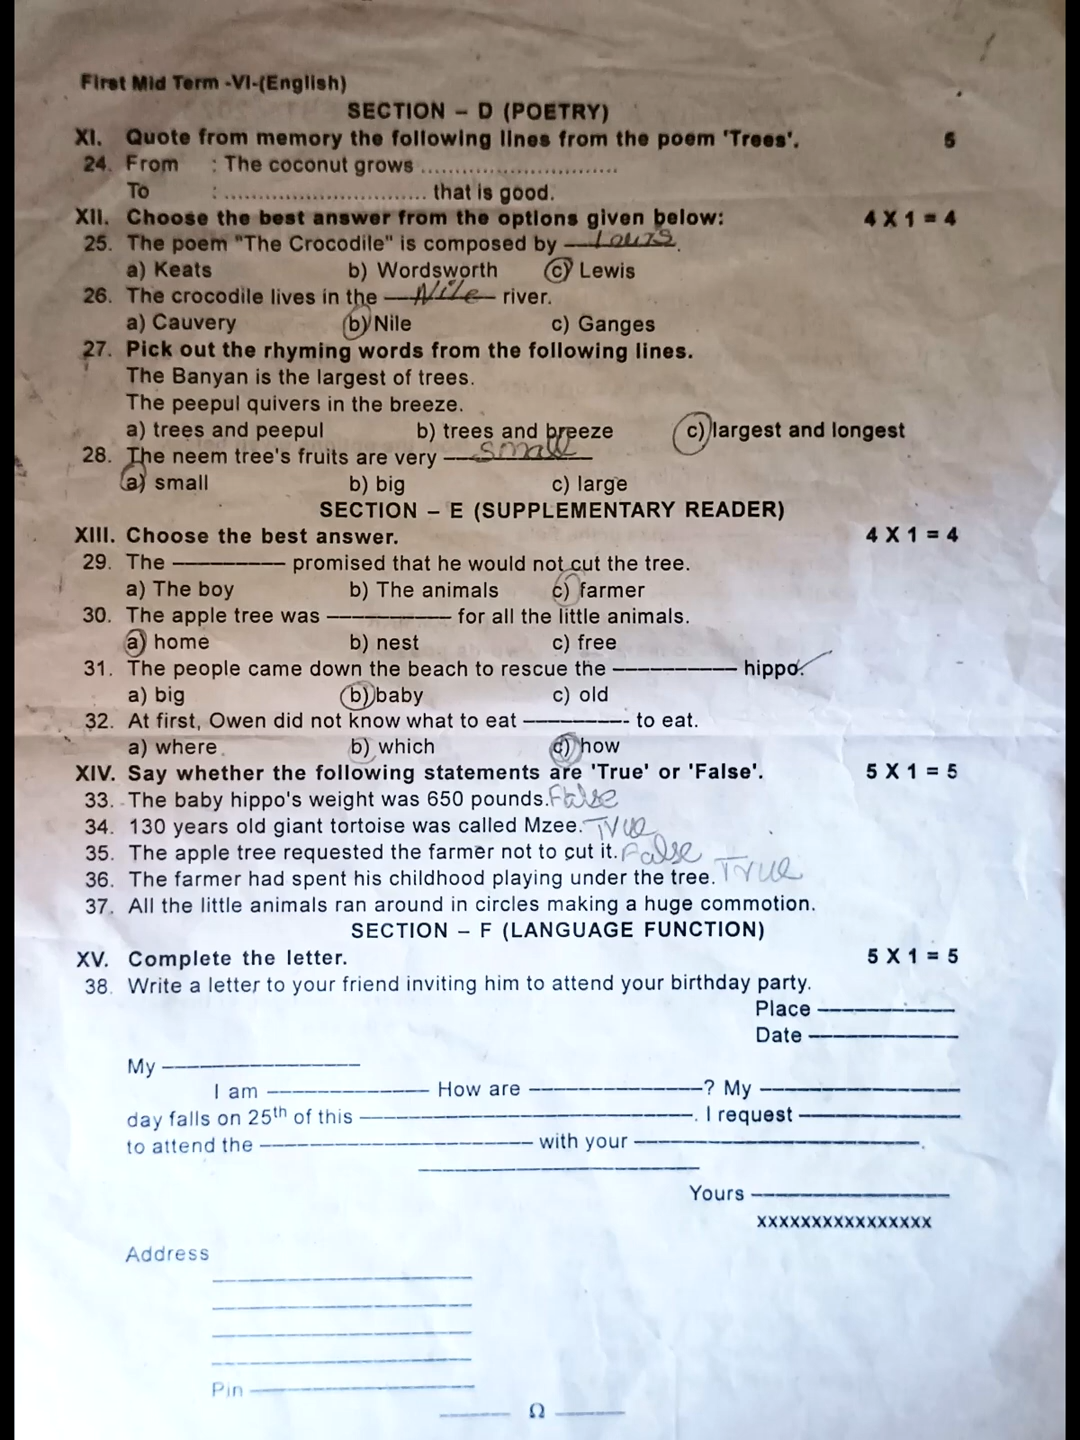 First Mid Term -VI-(English)
SECTION - D (POETRY)
XI. Quote from memory the following lines from the poem 'Trees'. 5
24. From : The coconut grows ..............................
To : .............................. that is good.
XII. Choose the best answer from the options given below: 4 X 1 = 4
25. The poem "The Crocodile" is composed by Louis.
a) Keats b) Wordsworth c) Lewis
26. The crocodile lives in the Nile river.
a) Cauvery b) Nile c) Ganges
27. Pick out the rhyming words from the following lines.
The Banyan is the largest of trees.
The peepul quivers in the breeze.
a) trees and peepul b) trees and breeze c) largest and longest
28. The neem tree's fruits are very small
a) small b) big c) large
SECTION - E (SUPPLEMENTARY READER)
XIII. Choose the best answer. 4 X 1 = 4
29. The ---------- promised that he would not cut the tree.
a) The boy b) The animals c) farmer
30. The apple tree was ---------- for all the little animals.
a) home b) nest c) free
31. The people came down the beach to rescue the ---------- hippo.
a) big b) baby c) old
32. At first, Owen did not know what to eat ---------- to eat.
a) where b) which c) how
XIV. Say whether the following statements are 'True' or 'False'. 5 X 1 = 5
33. The baby hippo's weight was 650 pounds. False
34. 130 years old giant tortoise was called Mzee. True
35. The apple tree requested the farmer not to cut it. False
36. The farmer had spent his childhood playing under the tree. True
37. All the little animals ran around in circles making a huge commotion.
SECTION - F (LANGUAGE FUNCTION)
XV. Complete the letter. 5 X 1 = 5
38. Write a letter to your friend inviting him to attend your birthday party.
Place ----------
Date ----------
My ----------
I am ---------- How are ----------? My ----------
day falls on 25th of this ----------. I request ----------
to attend the ---------- with your ----------.
----------
Yours ----------
xxxxxxxxxxxxxxxx
Address
----------
----------
----------
----------
Pin ----------
Ω